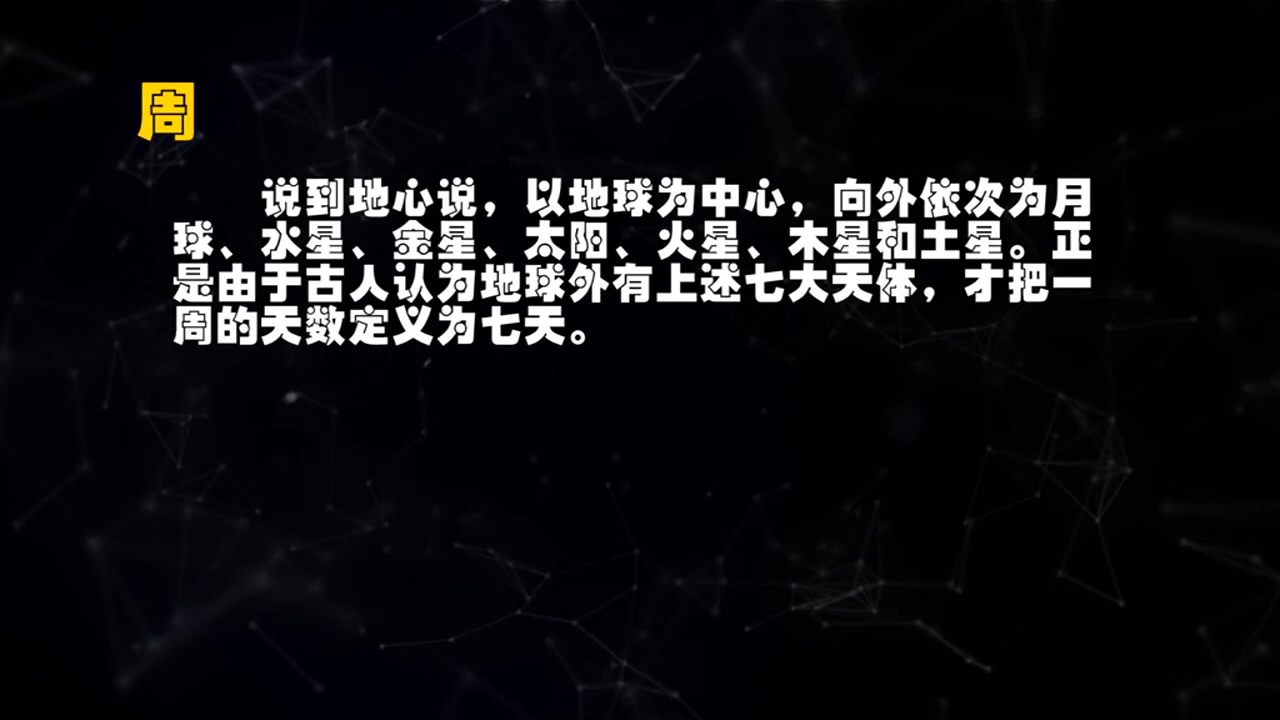 周
说到地心说，以地球为中心，向外依次为月
球、水星、金星、太阳、火星、木星和土星。正
是由于古人认为地球外有上述七大天体，才把一
周的天数定义为七天。